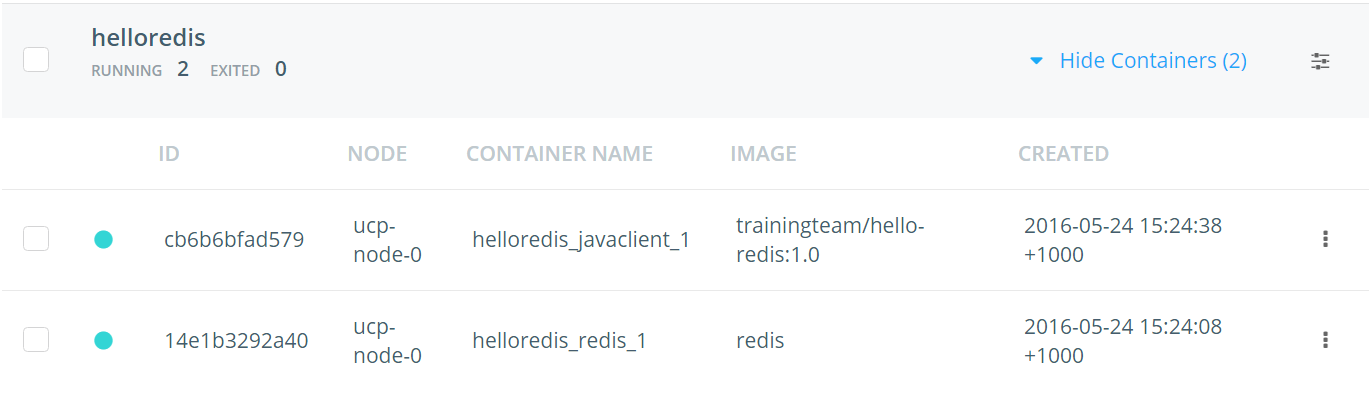 helloredis
RUNNING 2 EXITED 0
Hide Containers (2)
ID NODE CONTAINER NAME IMAGE CREATED
cb6b6bfad579
ucp-
node-0
helloredis_javaclient_1
trainingteam/hello-
redis:1.0
2016-05-24 15:24:38
+1000
14e1b3292a40
ucp-
node-0
helloredis_redis_1
redis
2016-05-24 15:24:08
+1000